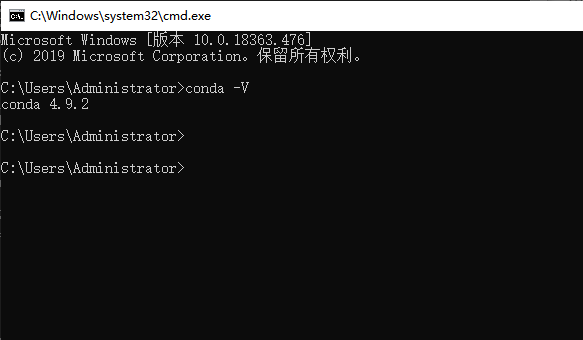 C:\Windows\system32\cmd.exe
Microsoft Windows [版本 10.0.18363.476]
(c) 2019 Microsoft Corporation。保留所有权利。
C:\Users\Administrator>conda -V
conda 4.9.2
C:\Users\Administrator>
C:\Users\Administrator>